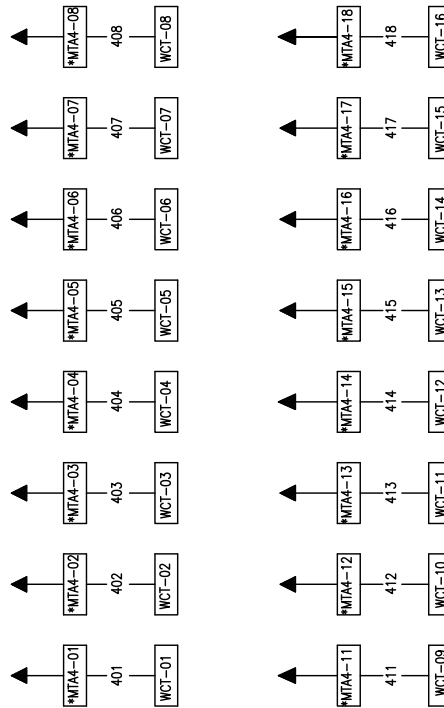 *MTA4-01
*MTA4-02
*MTA4-03
*MTA4-04
*MTA4-05
*MTA4-06
*MTA4-07
*MTA4-08
401
402
403
404
405
406
407
408
WCT-01
WCT-02
WCT-03
WCT-04
WCT-05
WCT-06
WCT-07
WCT-08
*MTA4-11
*MTA4-12
*MTA4-13
*MTA4-14
*MTA4-15
*MTA4-16
*MTA4-17
*MTA4-18
411
412
413
414
415
416
417
418
WCT-09
WCT-10
WCT-11
WCT-12
WCT-13
WCT-14
WCT-15
WCT-16